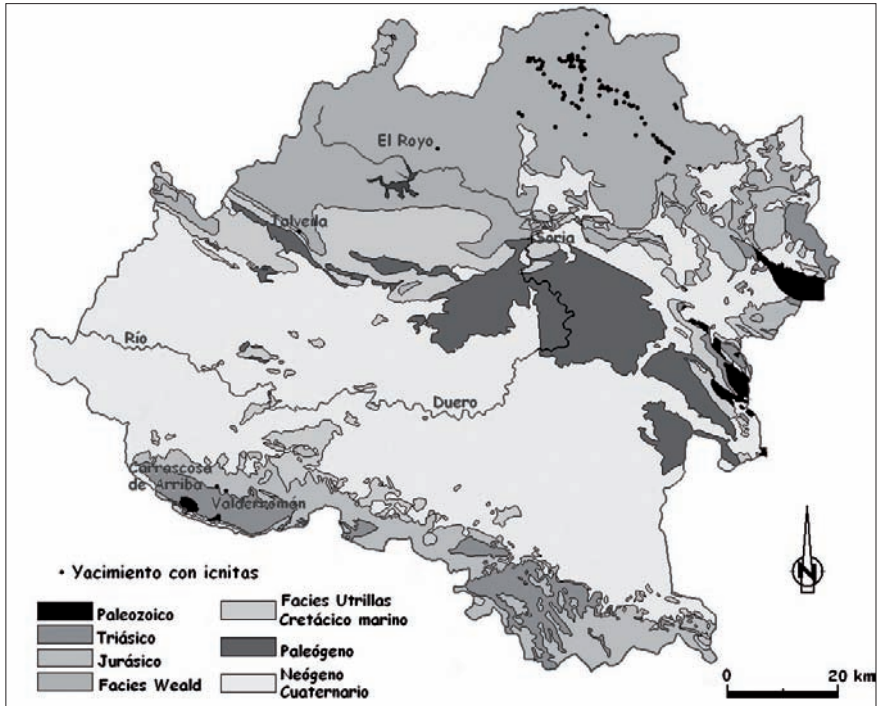 El Royo
Talveila
Soria
Río
Duero
Carrascosa
de Arriba
Valderromán
• Yacimiento con icnitas
Paleozoico
Triásico
Jurásico
Facies Weald
Facies Utrillas
Cretácico marino
Paleógeno
Neógeno
Cuaternario
N
0 20 km